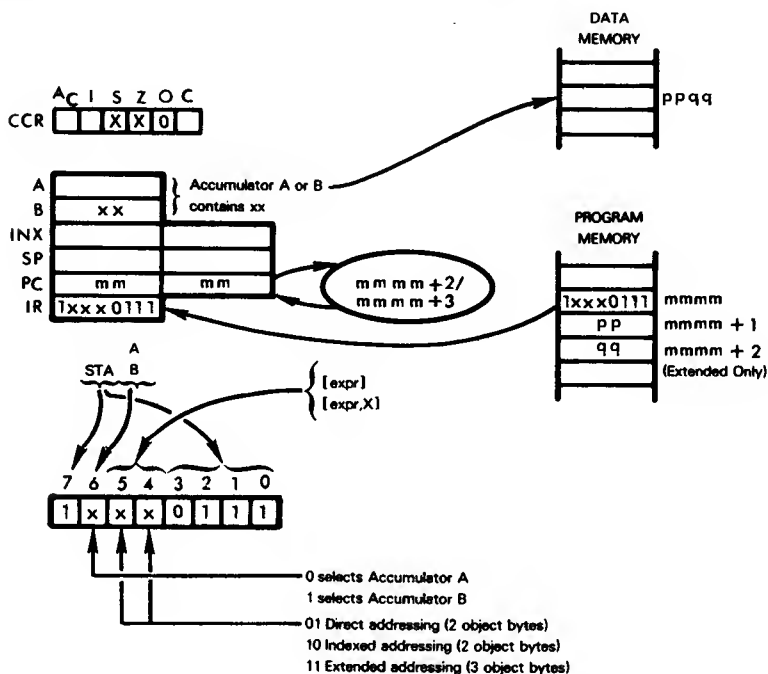 DATA
MEMORY
ppqq
AC I S Z O C
CCR X X 0
A
B xx
INX
SP
PC mm mm
IR 1xxx0111
Accumulator A or B
contains xx
mmmm+2/
mmmm+3
PROGRAM
MEMORY
1xxx0111 mmmm
pp mmmm + 1
qq mmmm + 2
(Extended Only)
A
STA B
[expr]
[expr,X]
7 6 5 4 3 2 1 0
1 x x x 0 1 1 1
0 selects Accumulator A
1 selects Accumulator B
01 Direct addressing (2 object bytes)
10 Indexed addressing (2 object bytes)
11 Extended addressing (3 object bytes)